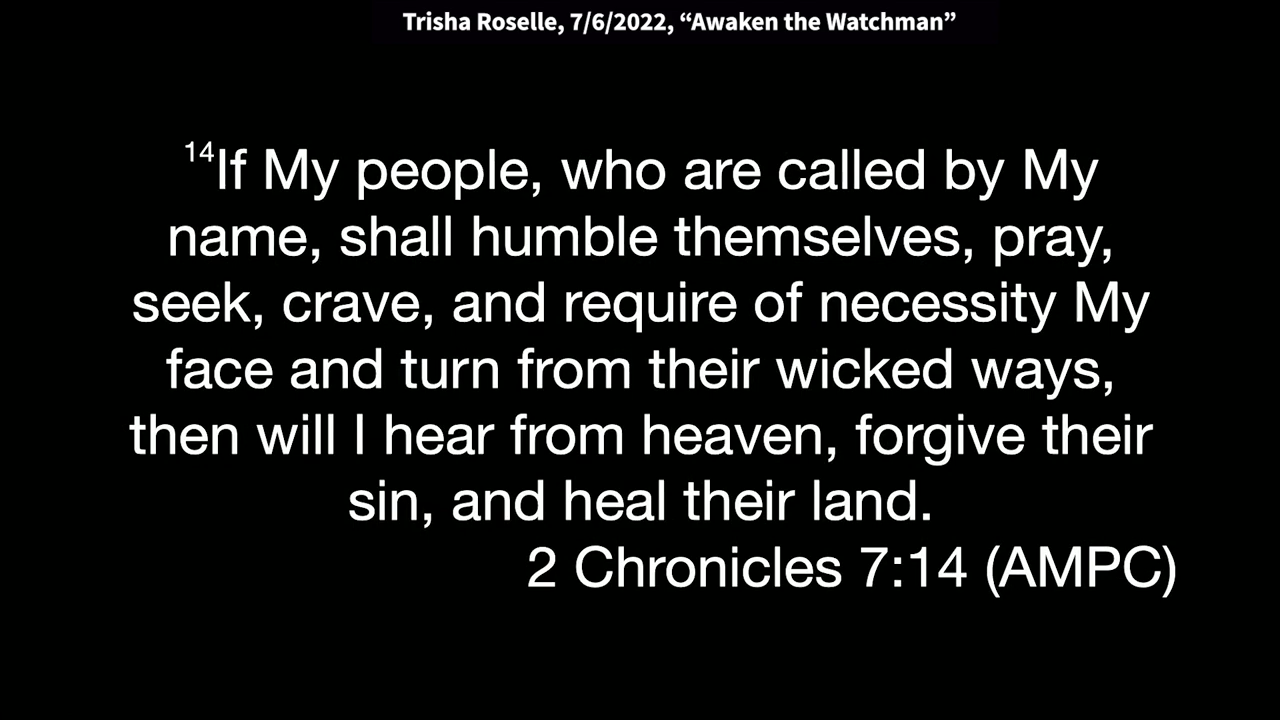 Trisha Roselle, 7/6/2022, “Awaken the Watchman”
¹⁴If My people, who are called by My
name, shall humble themselves, pray,
seek, crave, and require of necessity My
face and turn from their wicked ways,
then will I hear from heaven, forgive their
sin, and heal their land.
2 Chronicles 7:14 (AMPC)